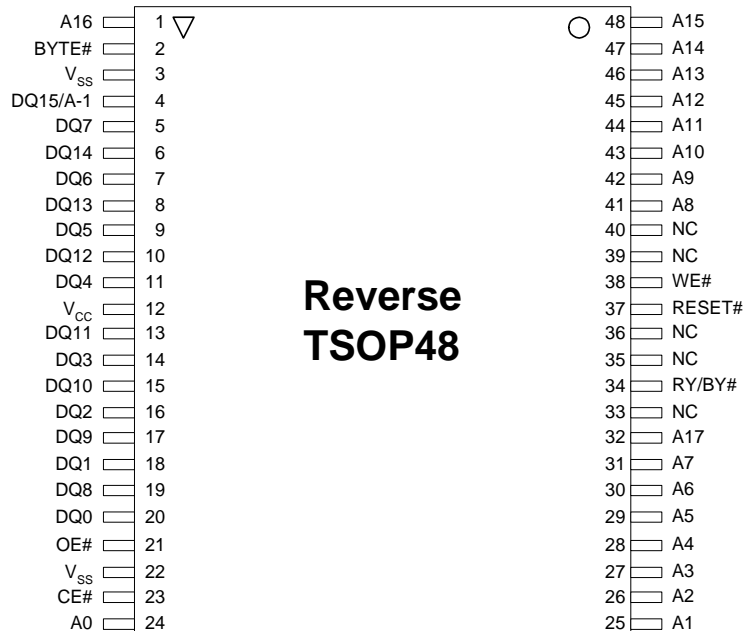 A16 1 48 A15
BYTE# 2 47 A14
VSS 3 46 A13
DQ15/A-1 4 45 A12
DQ7 5 44 A11
DQ14 6 43 A10
DQ6 7 42 A9
DQ13 8 41 A8
DQ5 9 40 NC
DQ12 10 39 NC
DQ4 11 38 WE#
Reverse
VCC 12 37 RESET#
DQ11 13 36 NC
TSOP48
DQ3 14 35 NC
DQ10 15 34 RY/BY#
DQ2 16 33 NC
DQ9 17 32 A17
DQ1 18 31 A7
DQ8 19 30 A6
DQ0 20 29 A5
OE# 21 28 A4
VSS 22 27 A3
CE# 23 26 A2
A0 24 25 A1